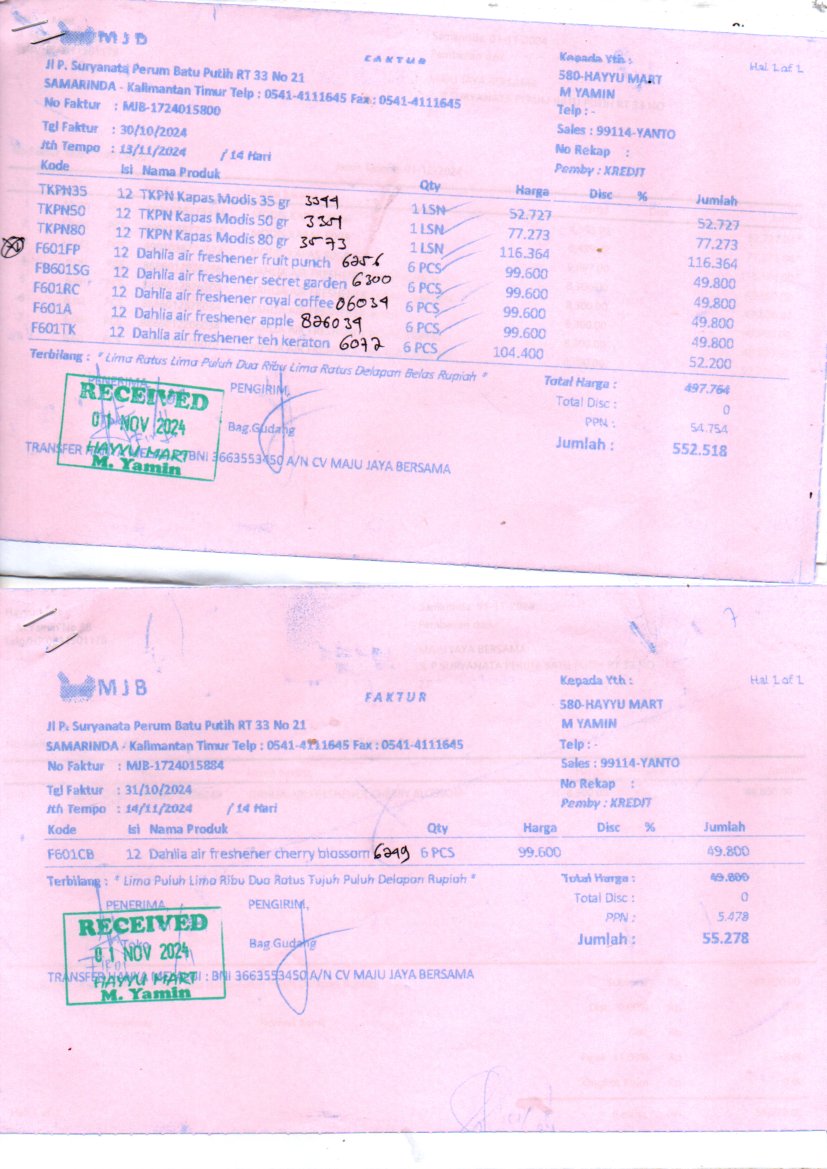 MJB
FAKTUR
Hal 1 of 1
Jl P. Suryanata Perum Batu Putih RT 33 No 21
SAMARINDA - Kalimantan Timur Telp : 0541-4111645 Fax : 0541-4111645
No Faktur : MJB-1724015800
Tgl Faktur : 30/10/2024
Jth Tempo : 13/11/2024 / 14 Hari
Kepada Yth :
580-HAYYU MART
M YAMIN
Telp : -
Sales : 99114-YANTO
No Rekap :
Pemby : KREDIT
Kode Isi Nama Produk Qty Harga Disc % Jumlah
TKPN35 12 TKPN Kapas Modis 35 gr 1 LSN 52.727 52.727
TKPN50 12 TKPN Kapas Modis 50 gr 1 LSN 77.273 77.273
TKPN80 12 TKPN Kapas Modis 80 gr 3573 1 LSN 116.364 116.364
F601FP 12 Dahlia air freshener fruit punch 6256 6 PCS 99.600 49.800
FB601SG 12 Dahlia air freshener secret garden 6300 6 PCS 99.600 49.800
F601RC 12 Dahlia air freshener royal coffee 86034 6 PCS 99.600 49.800
F601A 12 Dahlia air freshener apple 826034 6 PCS 99.600 49.800
F601TK 12 Dahlia air freshener teh keraton 6072 6 PCS 104.400 52.200
Terbilang : * Lima Ratus Lima Puluh Dua Ribu Lima Ratus Delapan Belas Rupiah *
Total Harga : 497.764
Total Disc : 0
PPN : 54.754
Jumlah : 552.518
PENERIMA, PENGIRIM,
RECEIVED
01 NOV 2024
HAYYU MART
M. Yamin
Bag.Gudang
TRANSFER BNI 3663553450 A/N CV MAJU JAYA BERSAMA
7
MJB
FAKTUR
Hal 1 of 1
Jl P. Suryanata Perum Batu Putih RT 33 No 21
SAMARINDA - Kalimantan Timur Telp : 0541-4111645 Fax : 0541-4111645
No Faktur : MJB-1724015884
Tgl Faktur : 31/10/2024
Jth Tempo : 14/11/2024 / 14 Hari
Kepada Yth :
580-HAYYU MART
M YAMIN
Telp : -
Sales : 99114-YANTO
No Rekap :
Pemby : KREDIT
Kode Isi Nama Produk Qty Harga Disc % Jumlah
F601CB 12 Dahlia air freshener cherry blossom 6249 6 PCS 99.600 49.800
Terbilang : * Lima Puluh Lima Ribu Dua Ratus Tujuh Puluh Delapan Rupiah *
Total Harga : 49.800
Total Disc : 0
PPN : 5.478
Jumlah : 55.278
PENERIMA, PENGIRIM,
RECEIVED
Toko
01 NOV 2024
HAYYU MART
M. Yamin
Bag Gudang
TRANSFER : BNI 3663553450 A/N CV MAJU JAYA BERSAMA